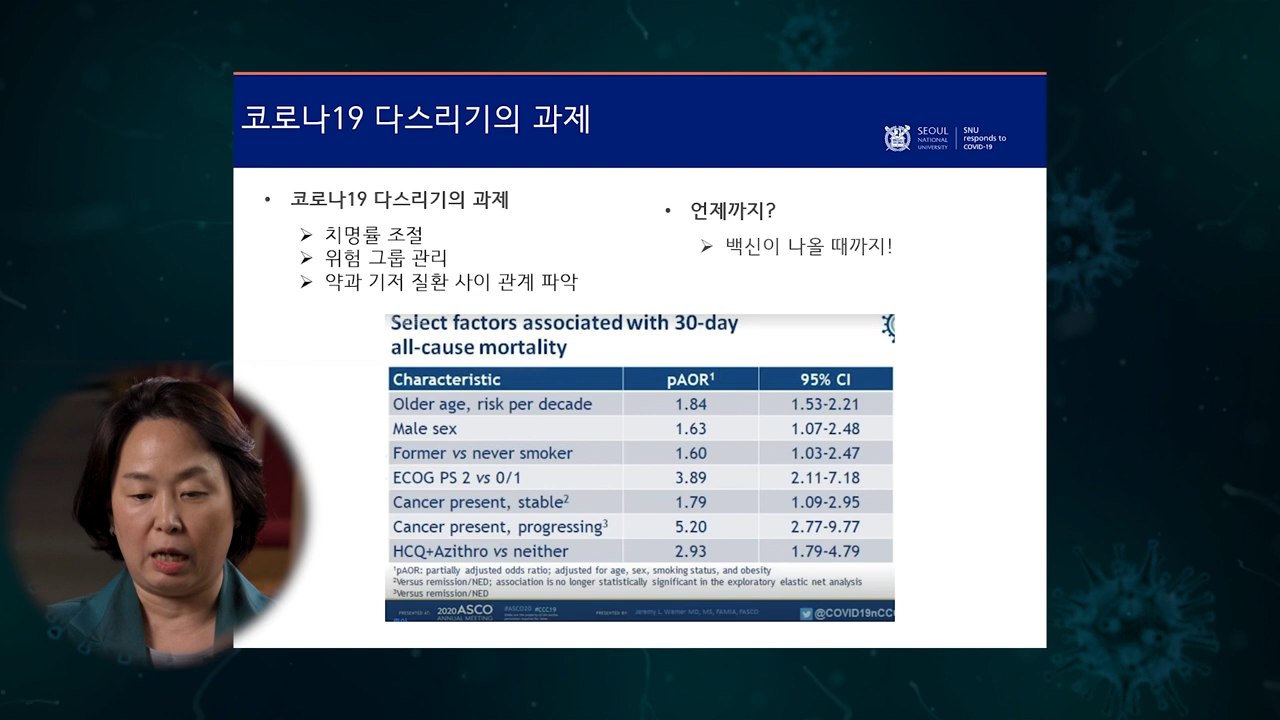 코로나19 다스리기의 과제
SEOUL
NATIONAL
UNIVERSITY
SNU
responds to
COVID-19
• 코로나19 다스리기의 과제
➢ 치명률 조절
➢ 위험 그룹 관리
➢ 약과 기저 질환 사이 관계 파악
• 언제까지?
➢ 백신이 나올 때까지!
Select factors associated with 30-day
all-cause mortality
Characteristic pAOR¹ 95% CI
Older age, risk per decade 1.84 1.53-2.21
Male sex 1.63 1.07-2.48
Former vs never smoker 1.60 1.03-2.47
ECOG PS 2 vs 0/1 3.89 2.11-7.18
Cancer present, stable² 1.79 1.09-2.95
Cancer present, progressing³ 5.20 2.77-9.77
HCQ+Azithro vs neither 2.93 1.79-4.79
¹pAOR: partially adjusted odds ratio; adjusted for age, sex, smoking status, and obesity
²Versus remission/NED; association is no longer statistically significant in the exploratory elastic net analysis
³Versus remission/NED
PRESENTED AT: 2020 ASCO
ANNUAL MEETING
#ASCO20 #CCC19
PRESENTED BY: Jeremy L. Warner MD, MS, FAMIA, FASCO
@COVID19nCC